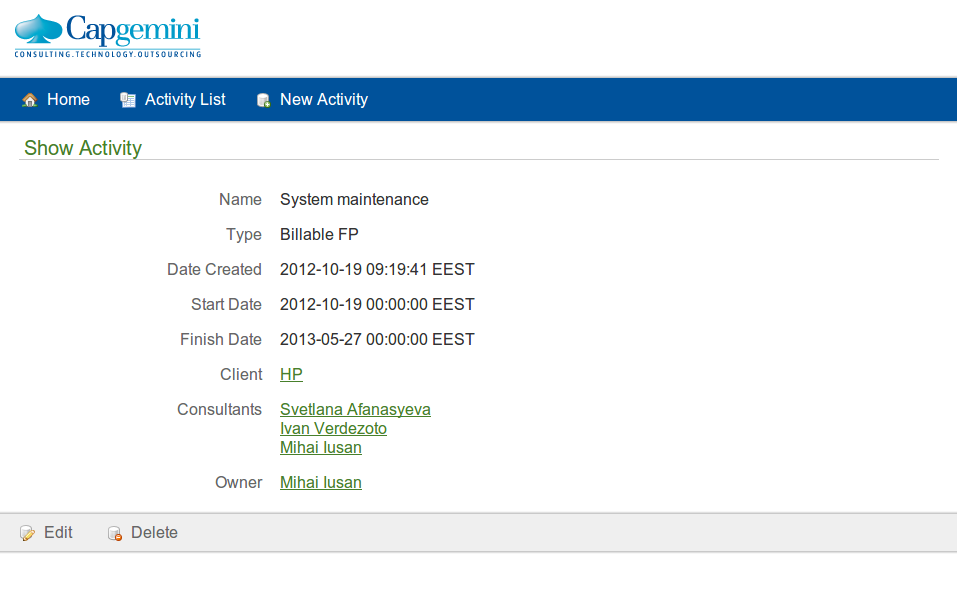 Capgemini
CONSULTING.TECHNOLOGY.OUTSOURCING
Home Activity List New Activity
Show Activity
Name System maintenance
Type Billable FP
Date Created 2012-10-19 09:19:41 EEST
Start Date 2012-10-19 00:00:00 EEST
Finish Date 2013-05-27 00:00:00 EEST
Client HP
Consultants Svetlana Afanasyeva
Ivan Verdezoto
Mihai Iusan
Owner Mihai Iusan
Edit Delete